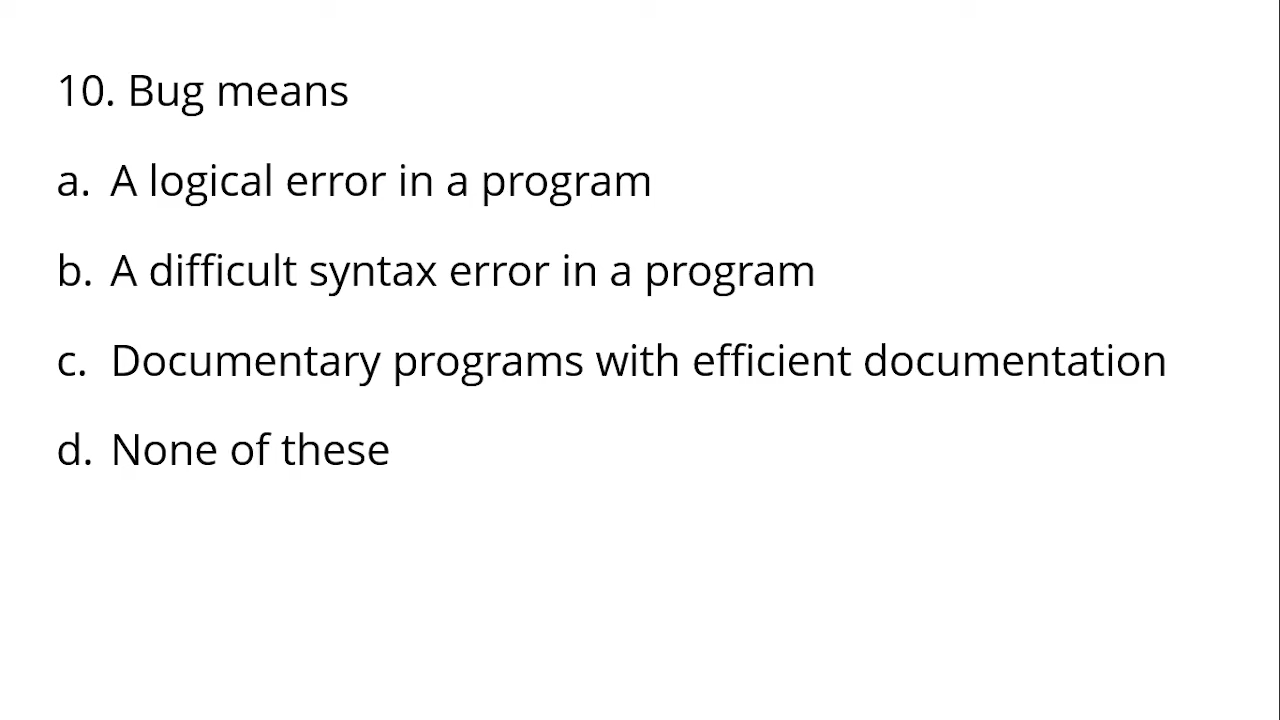 10. Bug means
a. A logical error in a program
b. A difficult syntax error in a program
c. Documentary programs with efficient documentation
d. None of these